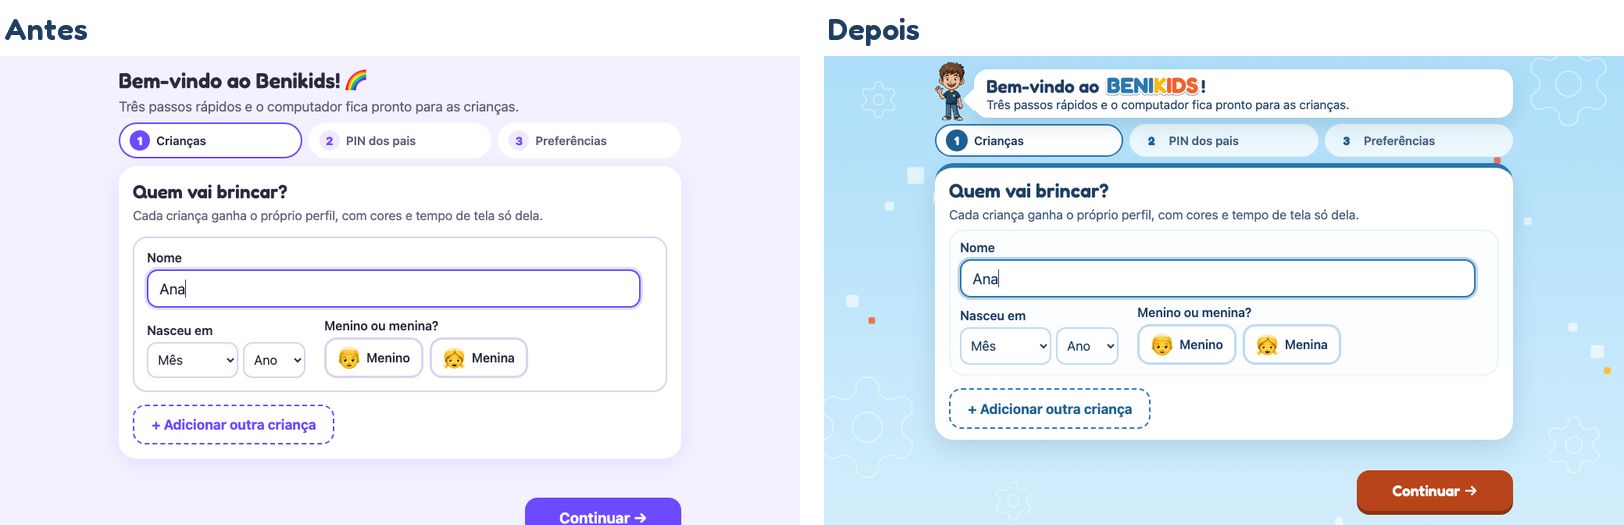 Antes
Bem-vindo ao Benikids! 🌈
Três passos rápidos e o computador fica pronto para as crianças.
1 Crianças
2 PIN dos pais
3 Preferências
Quem vai brincar?
Cada criança ganha o próprio perfil, com cores e tempo de tela só dela.
Nome
Ana
Nasceu em
Menino ou menina?
Mês
Ano
👦 Menino
👧 Menina
+ Adicionar outra criança
Continuar →
Depois
Bem-vindo ao BENIKIDS!
Três passos rápidos e o computador fica pronto para as crianças.
1 Crianças
2 PIN dos pais
3 Preferências
Quem vai brincar?
Cada criança ganha o próprio perfil, com cores e tempo de tela só dela.
Nome
Ana
Nasceu em
Menino ou menina?
Mês
Ano
👦 Menino
👧 Menina
+ Adicionar outra criança
Continuar →